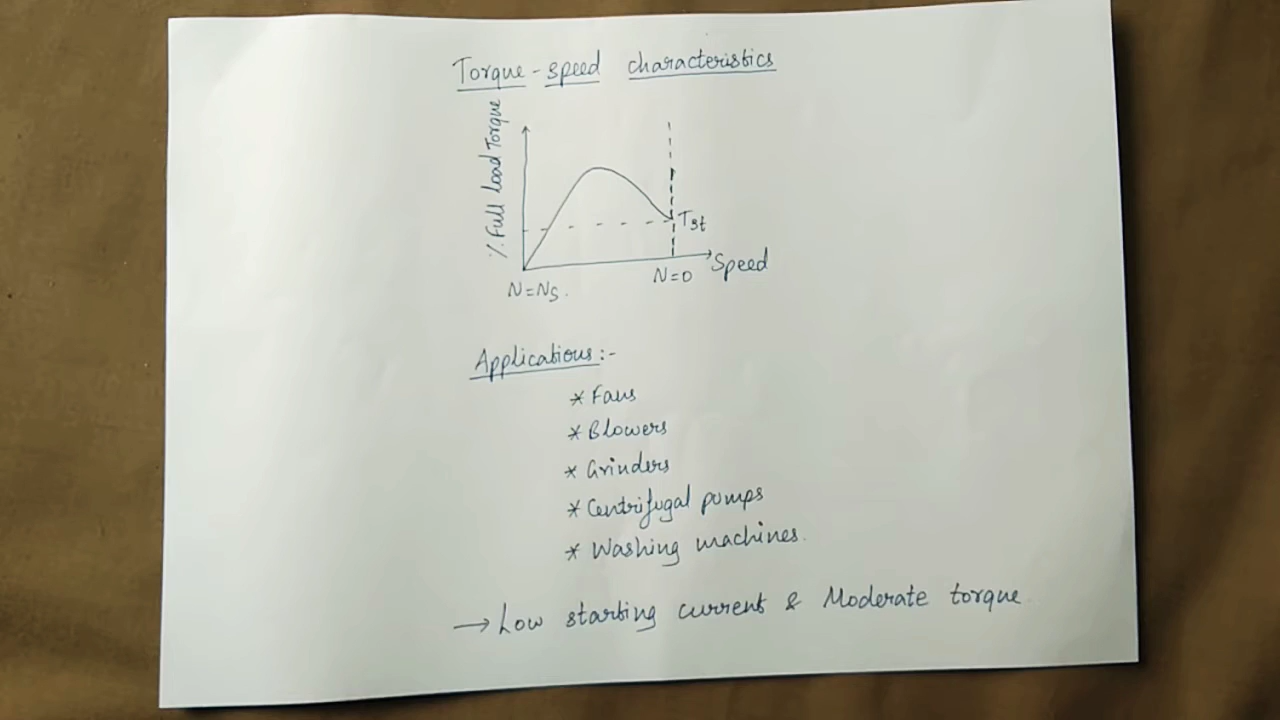 Torque-speed characteristics
% Full load Torque
Tst
N=0
Speed
N=Ns.
Applications:-
* Fans
* Blowers
* Grinders
* Centrifugal pumps
* Washing machines.
→ Low starting current & Moderate torque